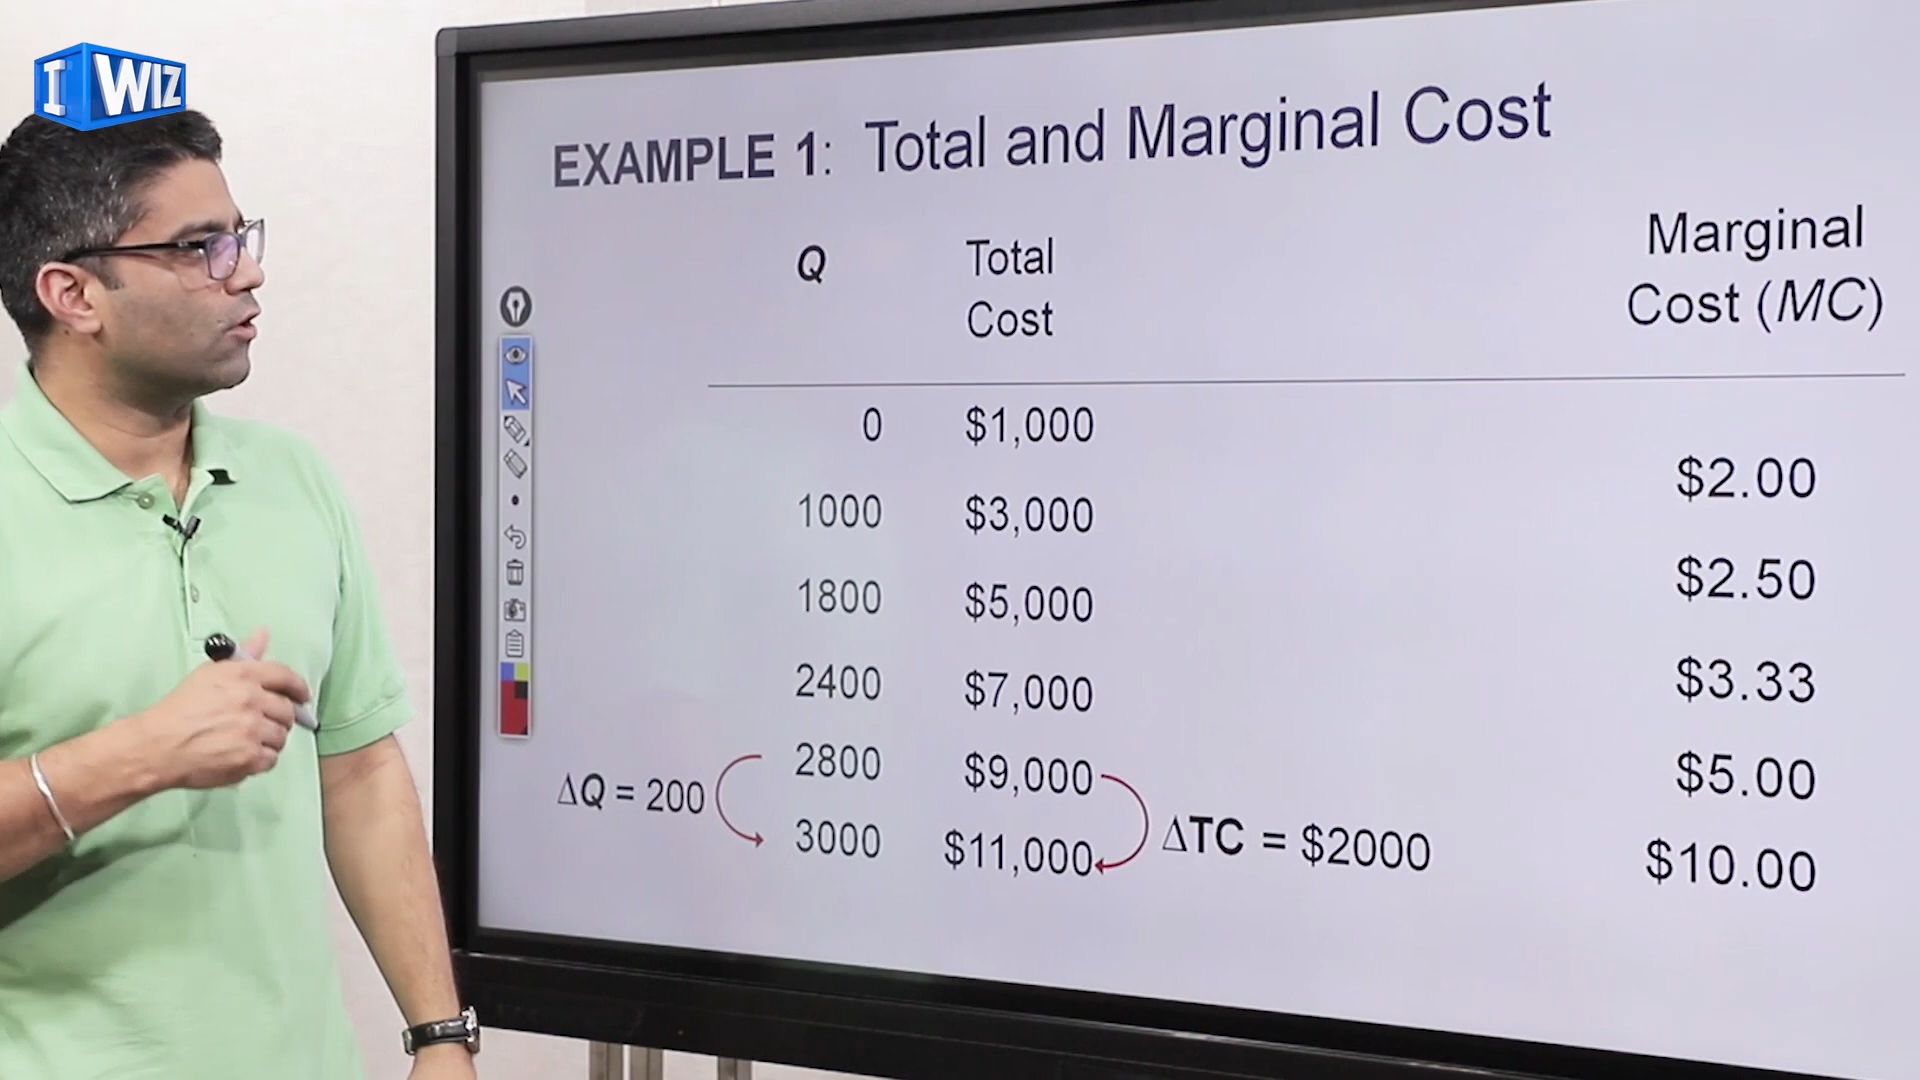 I WIZ
EXAMPLE 1: Total and Marginal Cost
Q Total Cost Marginal Cost (MC)
0 $1,000
$2.00
1000 $3,000
$2.50
1800 $5,000
$3.33
2400 $7,000
$5.00
2800 $9,000
ΔQ = 200 ΔTC = $2000
3000 $11,000 $10.00